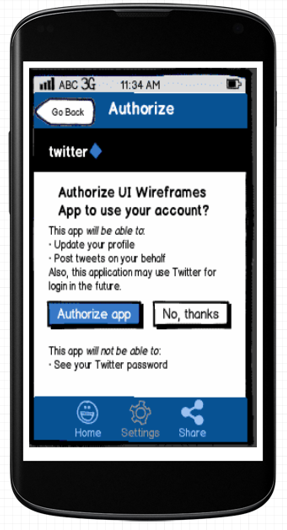 ABC 3G 11:34 AM
Go Back
Authorize
twitter
Authorize UI Wireframes
App to use your account?
This app will be able to:
• Update your profile
• Post tweets on your behalf
Also, this application may use Twitter for
login in the future.
Authorize app
No, thanks
This app will not be able to:
• See your Twitter password
Home Settings Share